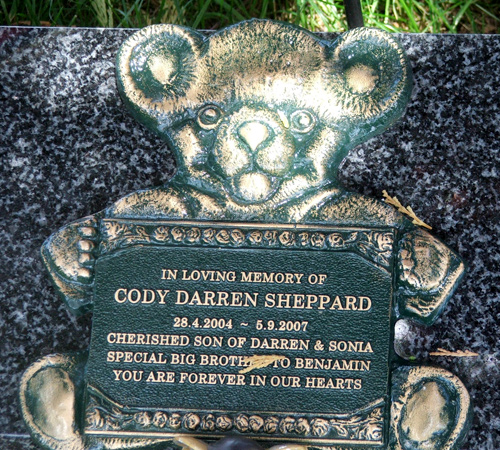 IN LOVING MEMORY OF
CODY DARREN SHEPPARD
28.4.2004 ~ 5.9.2007
CHERISHED SON OF DARREN & SONIA
SPECIAL BIG BROTHER TO BENJAMIN
YOU ARE FOREVER IN OUR HEARTS